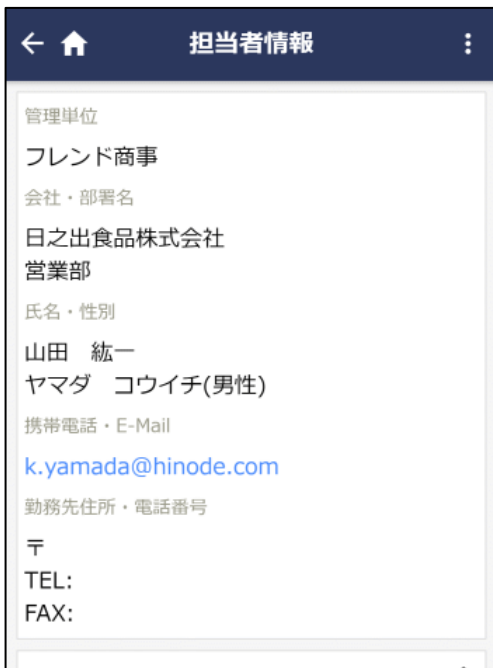 担当者情報
管理単位
フレンド商事
会社・部署名
日之出食品株式会社
営業部
氏名・性別
山田　紘一
ヤマダ　コウイチ(男性)
携帯電話・E-Mail
k.yamada@hinode.com
勤務先住所・電話番号
〒
TEL:
FAX: